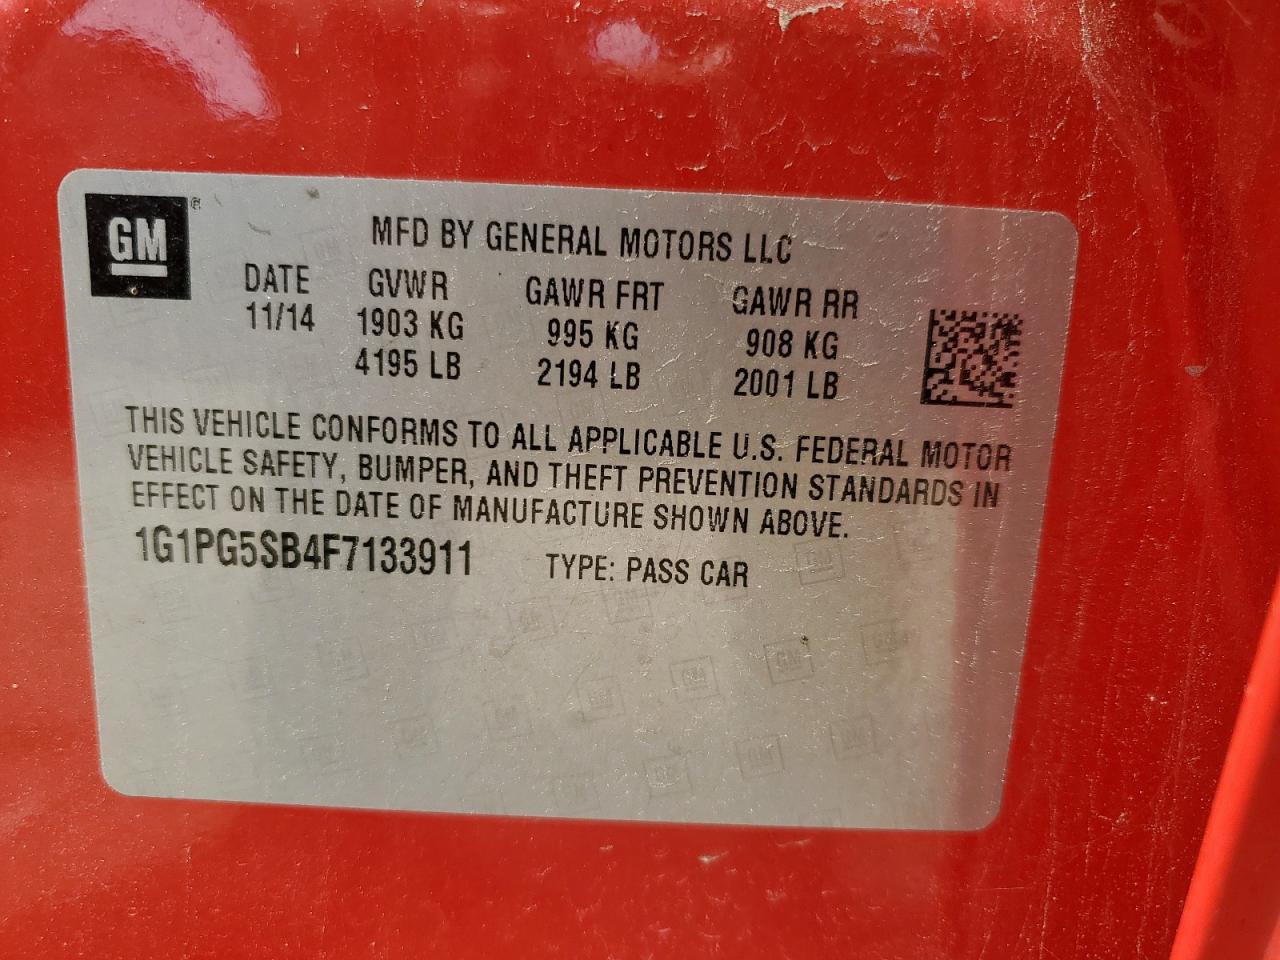 GM®
MFD BY GENERAL MOTORS LLC
DATE GVWR GAWR FRT GAWR RR
11/14 1903 KG 995 KG 908 KG
4195 LB 2194 LB 2001 LB
THIS VEHICLE CONFORMS TO ALL APPLICABLE U.S. FEDERAL MOTOR
VEHICLE SAFETY, BUMPER, AND THEFT PREVENTION STANDARDS IN
EFFECT ON THE DATE OF MANUFACTURE SHOWN ABOVE.
1G1PG5SB4F7133911 TYPE: PASS CAR